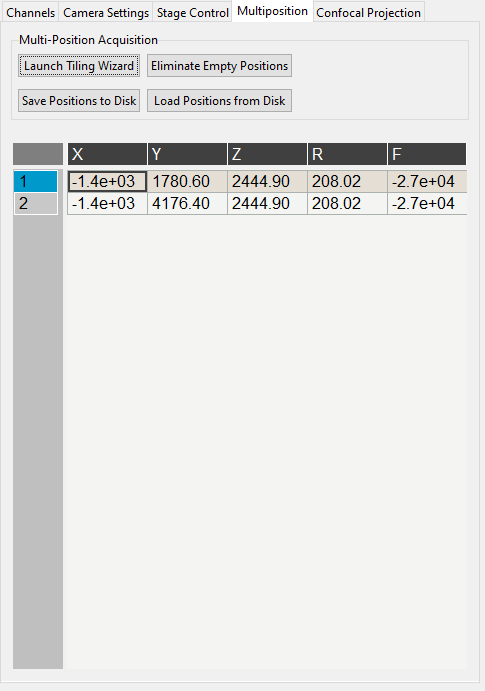 Channels Camera Settings Stage Control Multiposition Confocal Projection
Multi-Position Acquisition
Launch Tiling Wizard Eliminate Empty Positions
Save Positions to Disk Load Positions from Disk
X Y Z R F
1 -1.4e+03 1780.60 2444.90 208.02 -2.7e+04
2 -1.4e+03 4176.40 2444.90 208.02 -2.7e+04